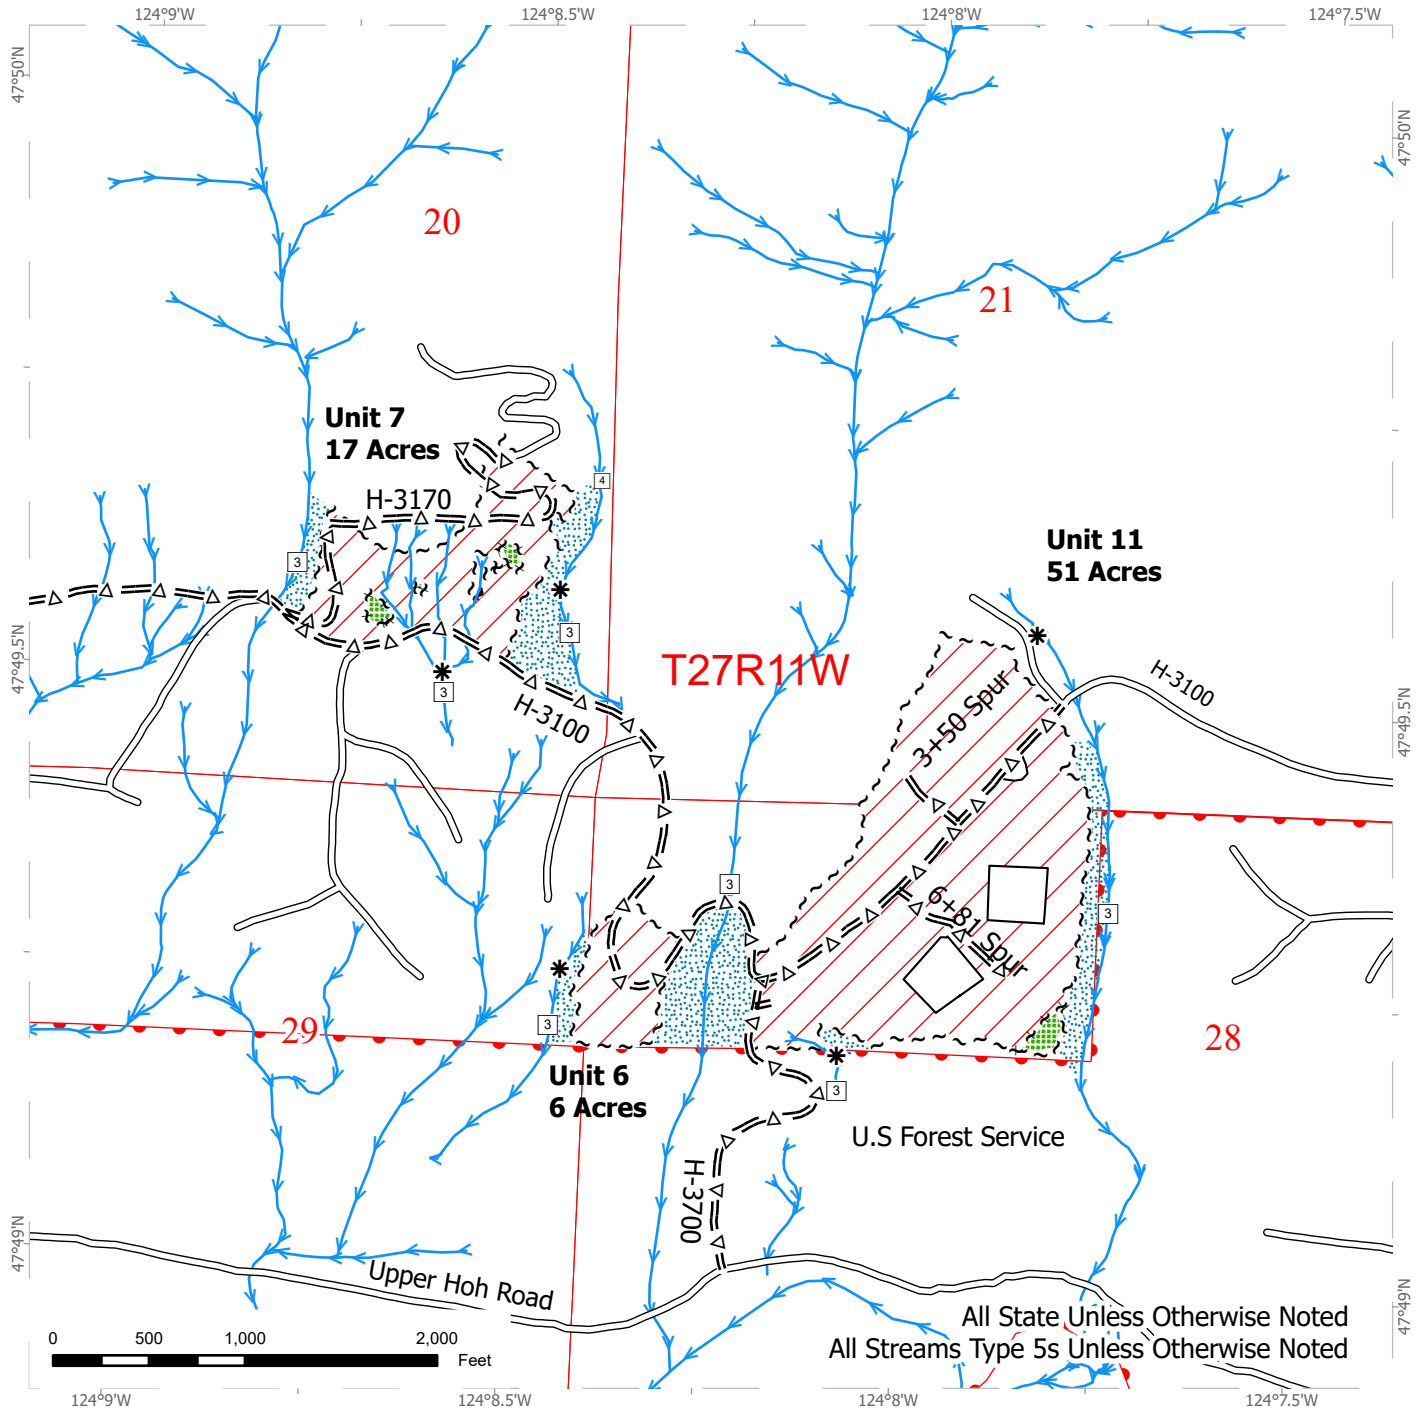 124°9'W
124°8.5'W
124°8'W
124°7.5'W
47°50'N
47°50'N
20
21
Unit 7
17 Acres
H-3170
4
3
Unit 11
51 Acres
3
T27R11W
3
H-3100
H-3100
3+50 Spur
47°49.5'N
47°49.5'N
3
6+81 Spur
3
3
29
28
Unit 6
6 Acres
3
U.S Forest Service
H-3700
47°49'N
47°49'N
Upper Hoh Road
All State Unless Otherwise Noted
All Streams Type 5s Unless Otherwise Noted
0 500 1,000 2,000
Feet
124°9'W
124°8.5'W
124°8'W
124°7.5'W